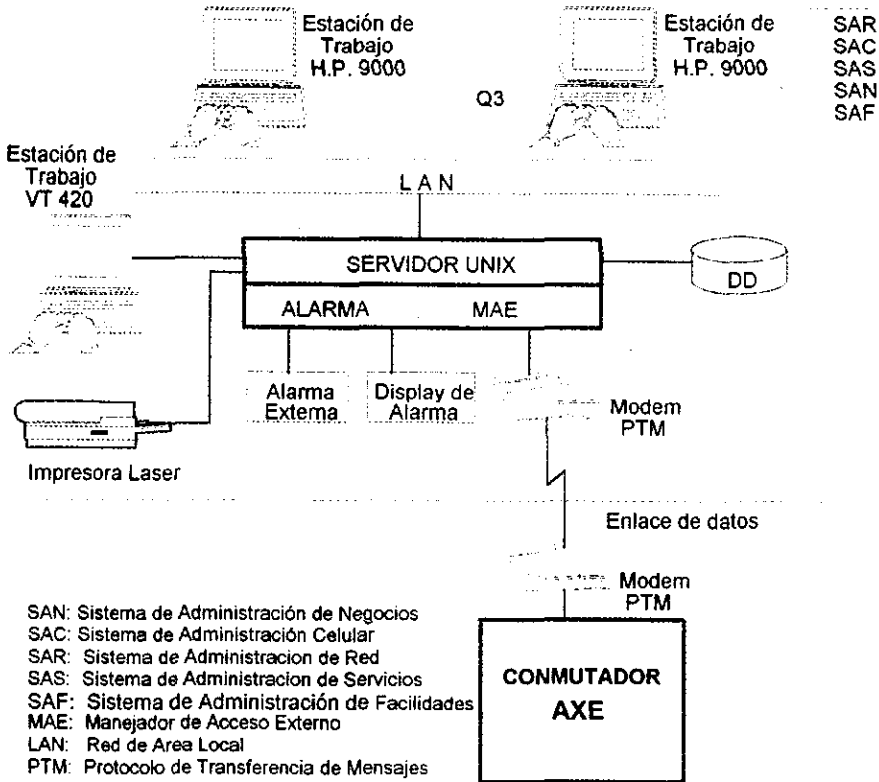 Estación de
Trabajo
H.P. 9000
Estación de
Trabajo
H.P. 9000
SAR
SAC
SAS
SAN
SAF
Q3
Estación de
Trabajo
VT 420
L A N
SERVIDOR UNIX
DD
ALARMA
MAE
Alarma
Externa
Display de
Alarma
Modem
PTM
Impresora Laser
Enlace de datos
Modem
PTM
SAN: Sistema de Administración de Negocios
SAC: Sistema de Administración Celular
SAR: Sistema de Administracion de Red
SAS: Sistema de Administracion de Servicios
SAF: Sistema de Administración de Facilidades
MAE: Manejador de Acceso Externo
LAN: Red de Area Local
PTM: Protocolo de Transferencia de Mensajes
CONMUTADOR
AXE